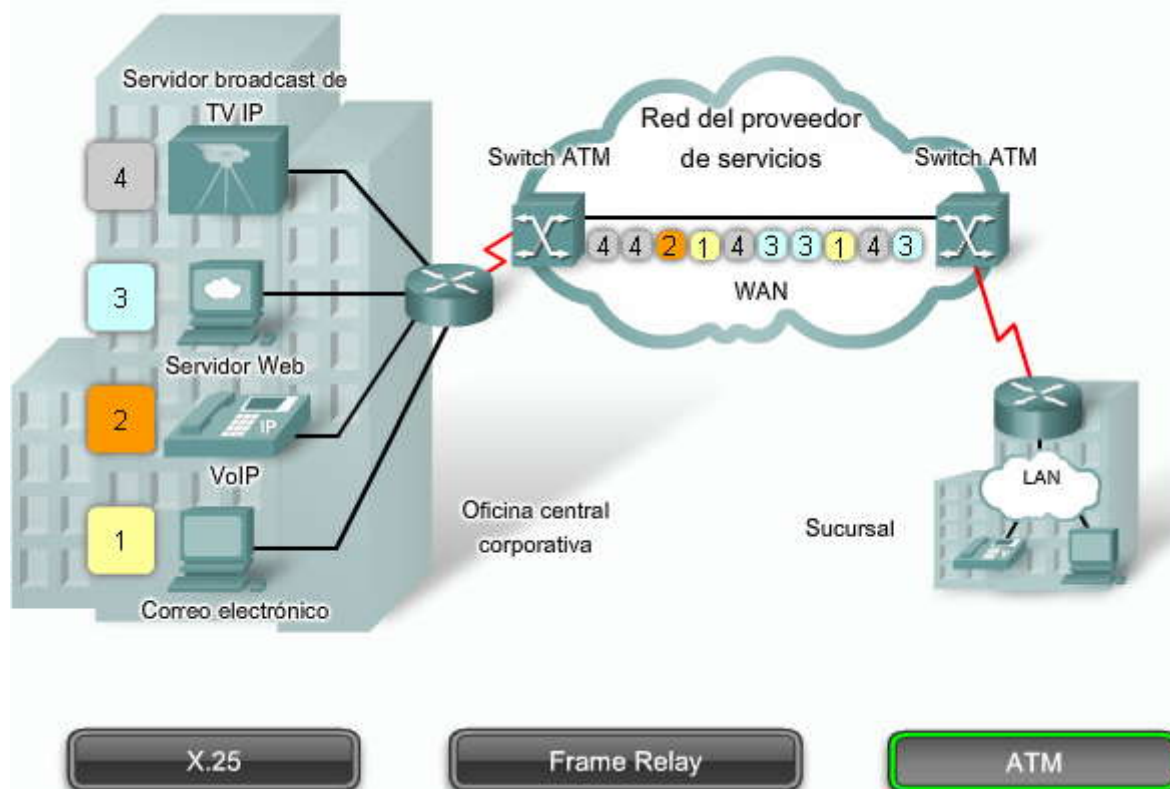 Servidor broadcast de
TV IP
4
3
Servidor Web
2
IP
VoIP
1
Correo electrónico
Oficina central
corporativa
Red del proveedor
de servicios
Switch ATM
Switch ATM
4 4 2 1 4 3 3 1 4 3
WAN
Sucursal
LAN
IP
X.25
Frame Relay
ATM